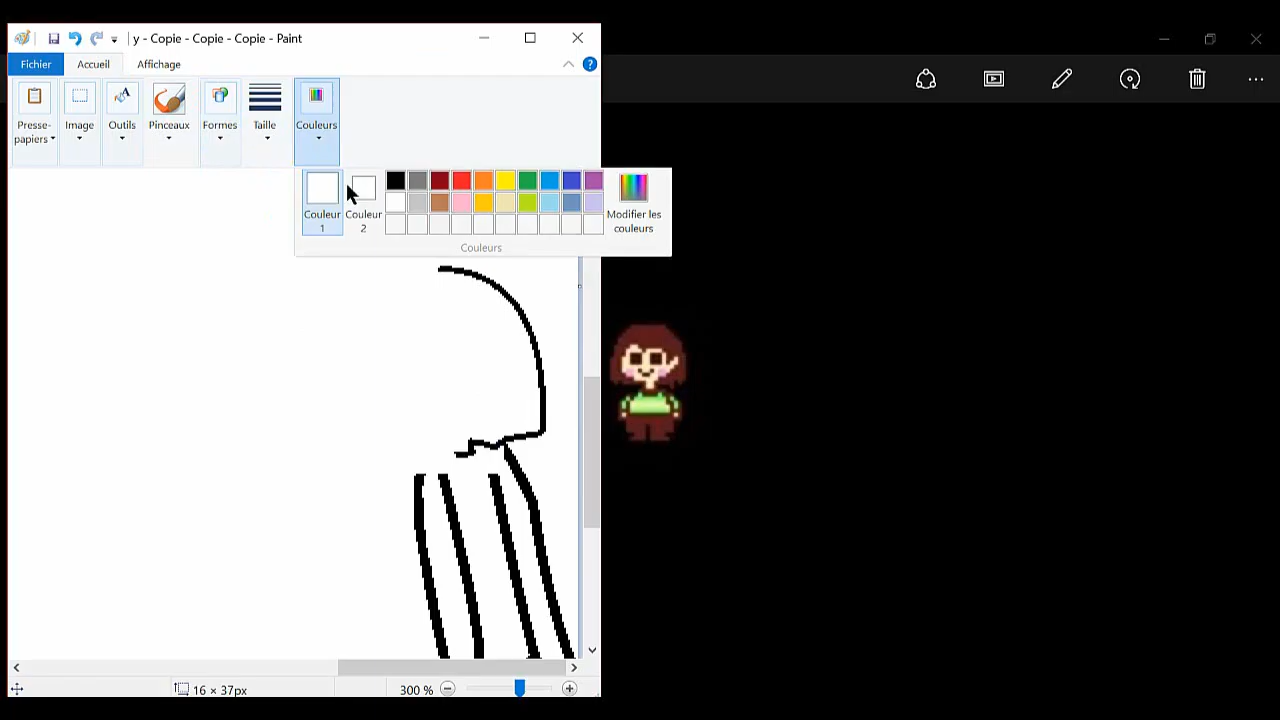 y - Copie - Copie - Copie - Paint
Fichier Accueil Affichage
Presse-
papiers
Image
Outils
Pinceaux
Formes
Taille
Couleurs
Couleur
1
Couleur
2
Modifier les
couleurs
Couleurs
16 × 37px
300 %